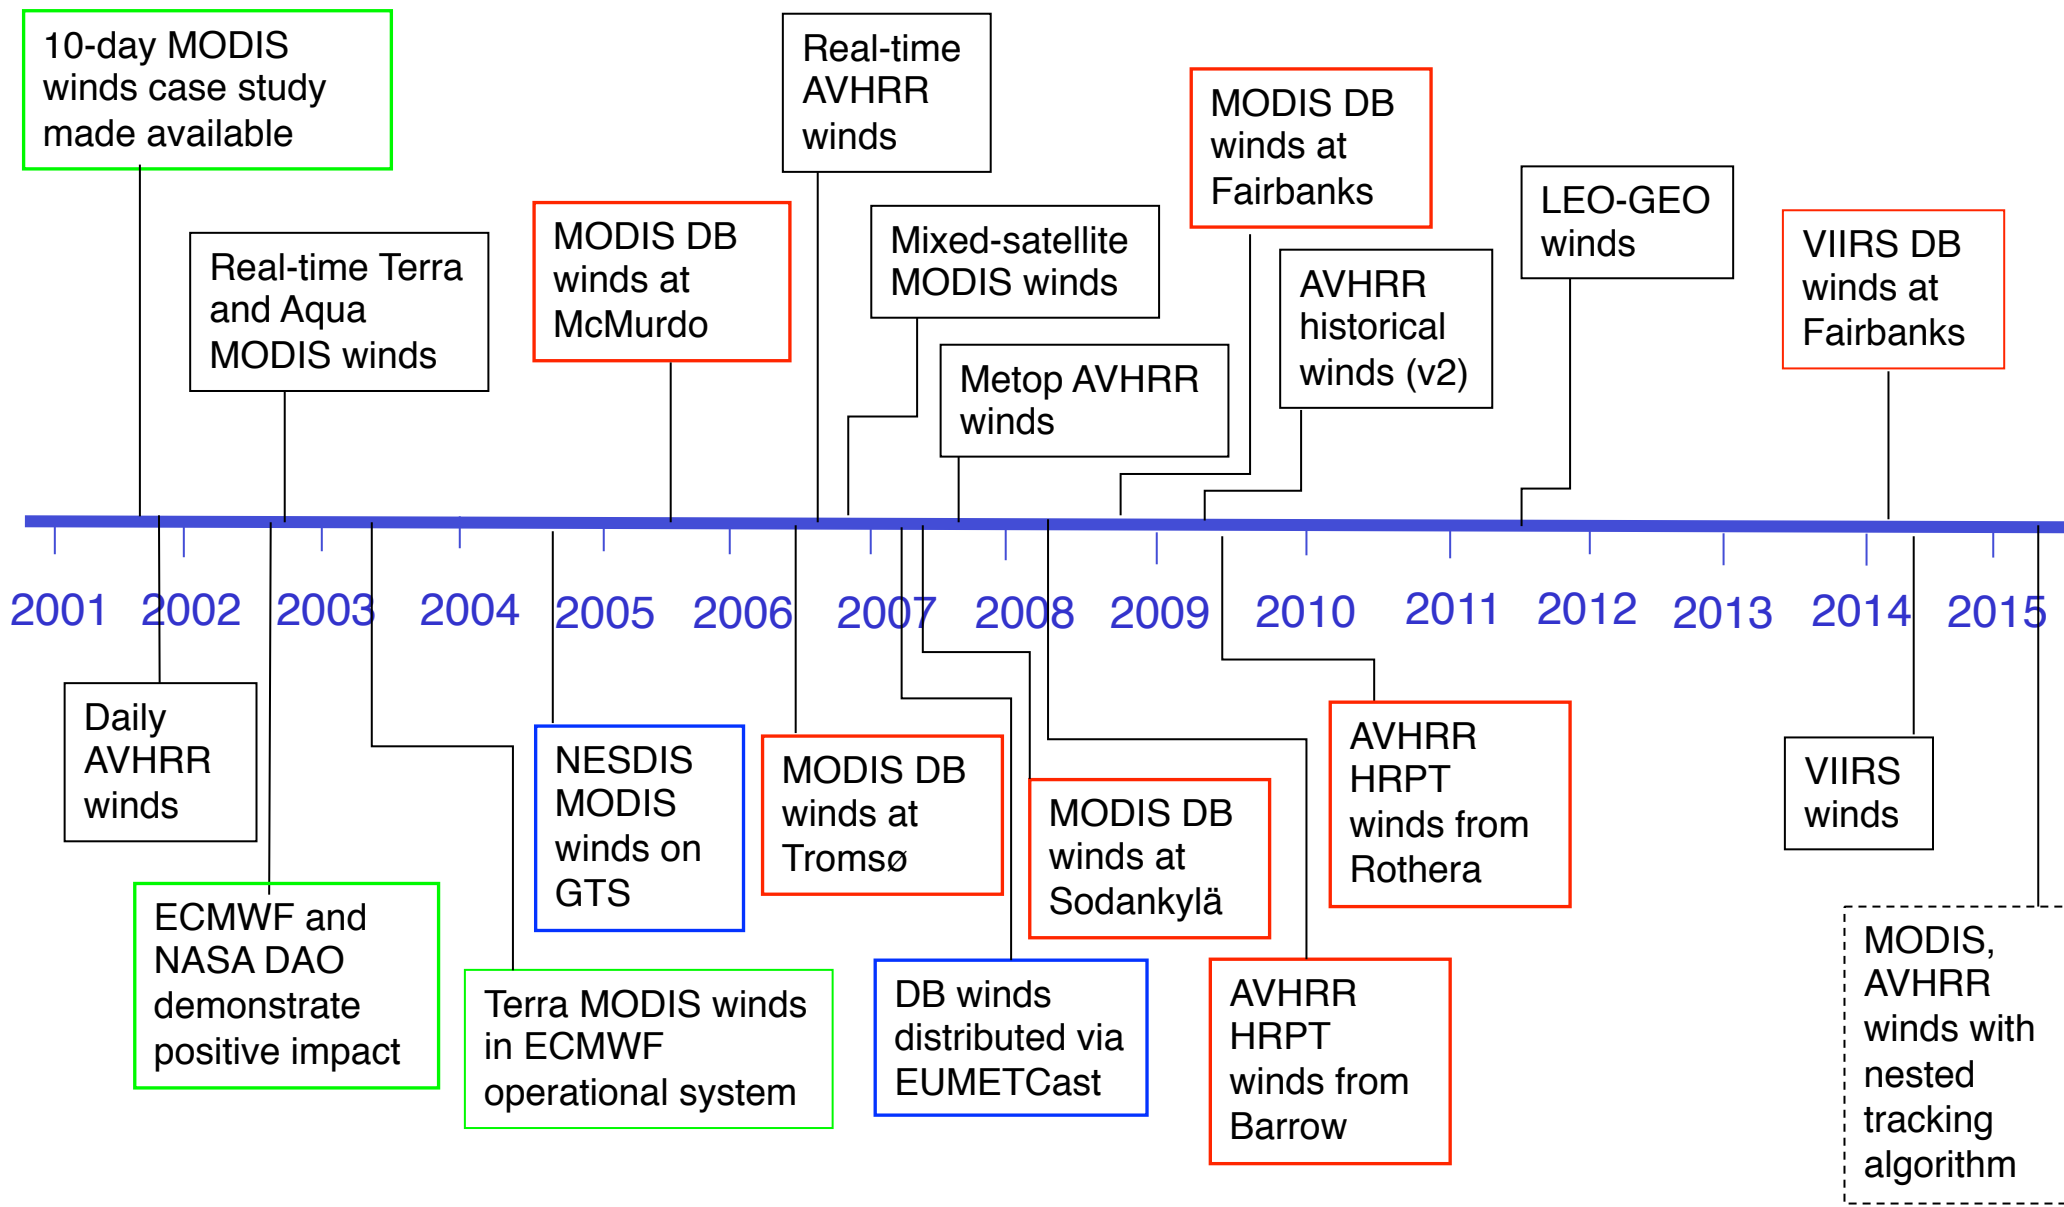 10-day MODIS
winds case study
made available
Real-time Terra
and Aqua
MODIS winds
MODIS DB
winds at
McMurdo
Real-time
AVHRR
winds
Mixed-satellite
MODIS winds
Metop AVHRR
winds
MODIS DB
winds at
Fairbanks
AVHRR
historical
winds (v2)
LEO-GEO
winds
VIIRS DB
winds at
Fairbanks
2001 2002 2003 2004 2005 2006 2007 2008 2009 2010 2011 2012 2013 2014 2015
Daily
AVHRR
winds
ECMWF and
NASA DAO
demonstrate
positive impact
Terra MODIS winds
in ECMWF
operational system
NESDIS
MODIS
winds on
GTS
MODIS DB
winds at
Tromsø
DB winds
distributed via
EUMETCast
MODIS DB
winds at
Sodankylä
AVHRR
HRPT
winds from
Barrow
AVHRR
HRPT
winds from
Rothera
VIIRS
winds
MODIS,
AVHRR
winds with
nested
tracking
algorithm